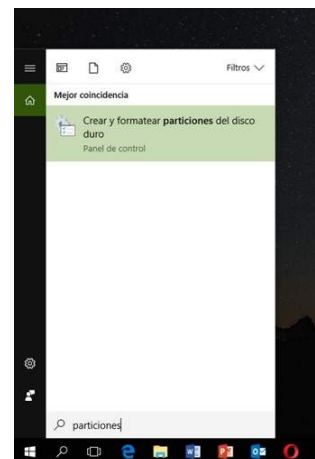 Filtros
Mejor coincidencia
Crear y formatear particiones del disco
duro
Panel de control
particiones